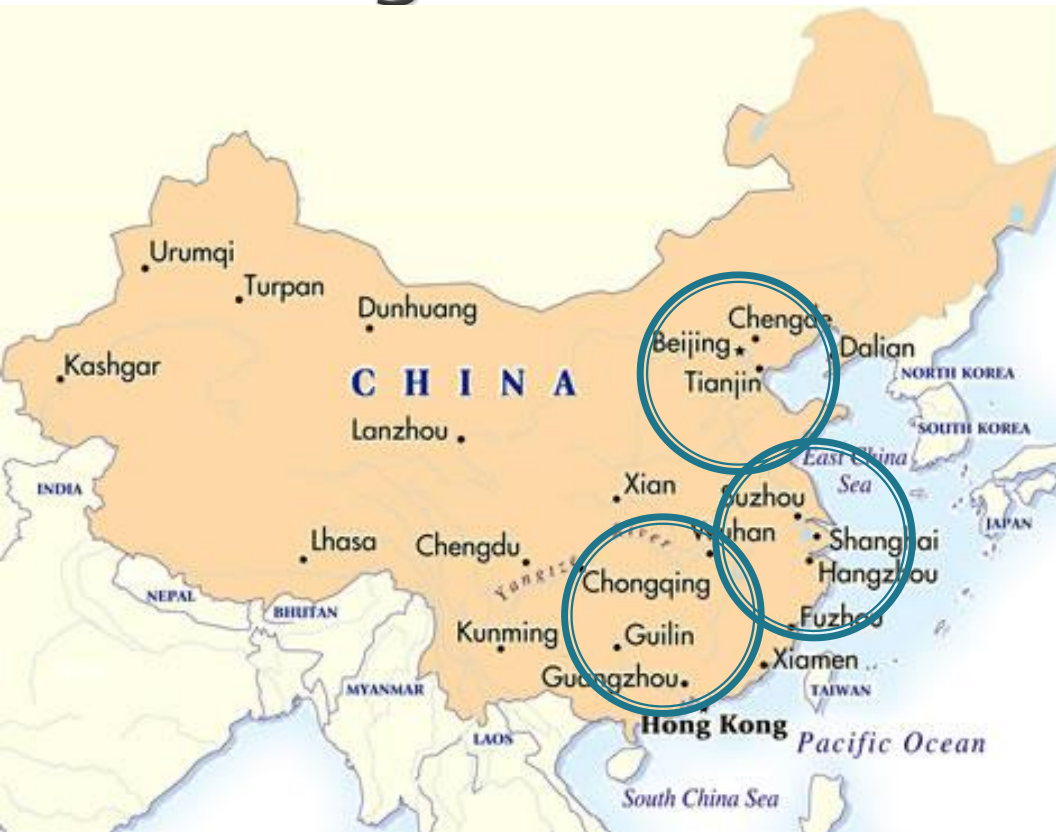 Urumqi
Turpan
Dunhuang
Kashgar
CHINA
Lanzhou
Chengde
Beijing
Tianjin
Dalian
NORTH KOREA
SOUTH KOREA
East China
Sea
JAPAN
INDIA
Xian
Suzhou
Wuhan
Shanghai
Hangzhou
Lhasa
Chengdu
Yangtze River
Chongqing
NEPAL
BHUTAN
Fuzhou
Kunming
Guilin
Xiamen
Guangzhou
TAIWAN
MYANMAR
LAOS
Hong Kong
Pacific Ocean
South China Sea